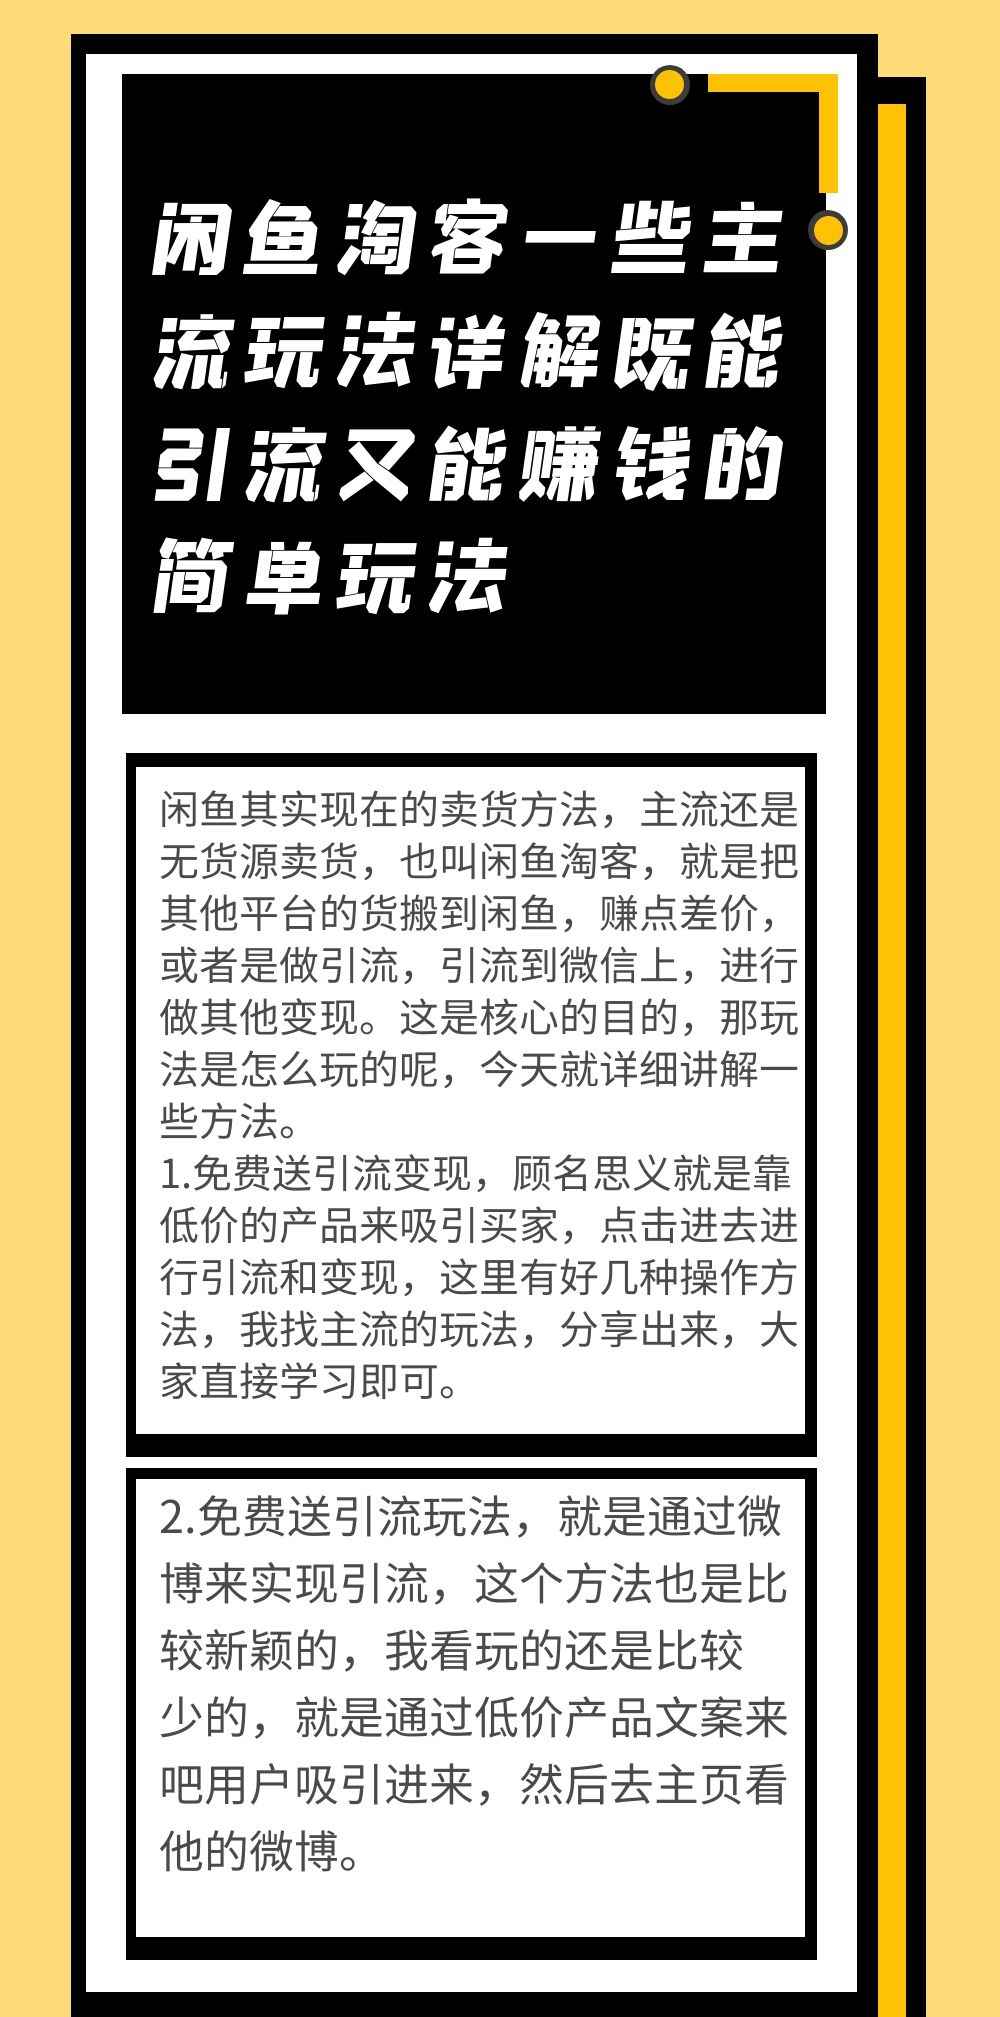 闲鱼淘客一些主
流玩法详解既能
引流又能赚钱的
简单玩法
闲鱼其实现在的卖货方法，主流还是
无货源卖货，也叫闲鱼淘客，就是把
其他平台的货搬到闲鱼，赚点差价，
或者是做引流，引流到微信上，进行
做其他变现。这是核心的目的，那玩
法是怎么玩的呢，今天就详细讲解一
些方法。
1.免费送引流变现，顾名思义就是靠
低价的产品来吸引买家，点击进去进
行引流和变现，这里有好几种操作方
法，我找主流的玩法，分享出来，大
家直接学习即可。
2.免费送引流玩法，就是通过微
博来实现引流，这个方法也是比
较新颖的，我看玩的还是比较
少的，就是通过低价产品文案来
吧用户吸引进来，然后去主页看
他的微博。